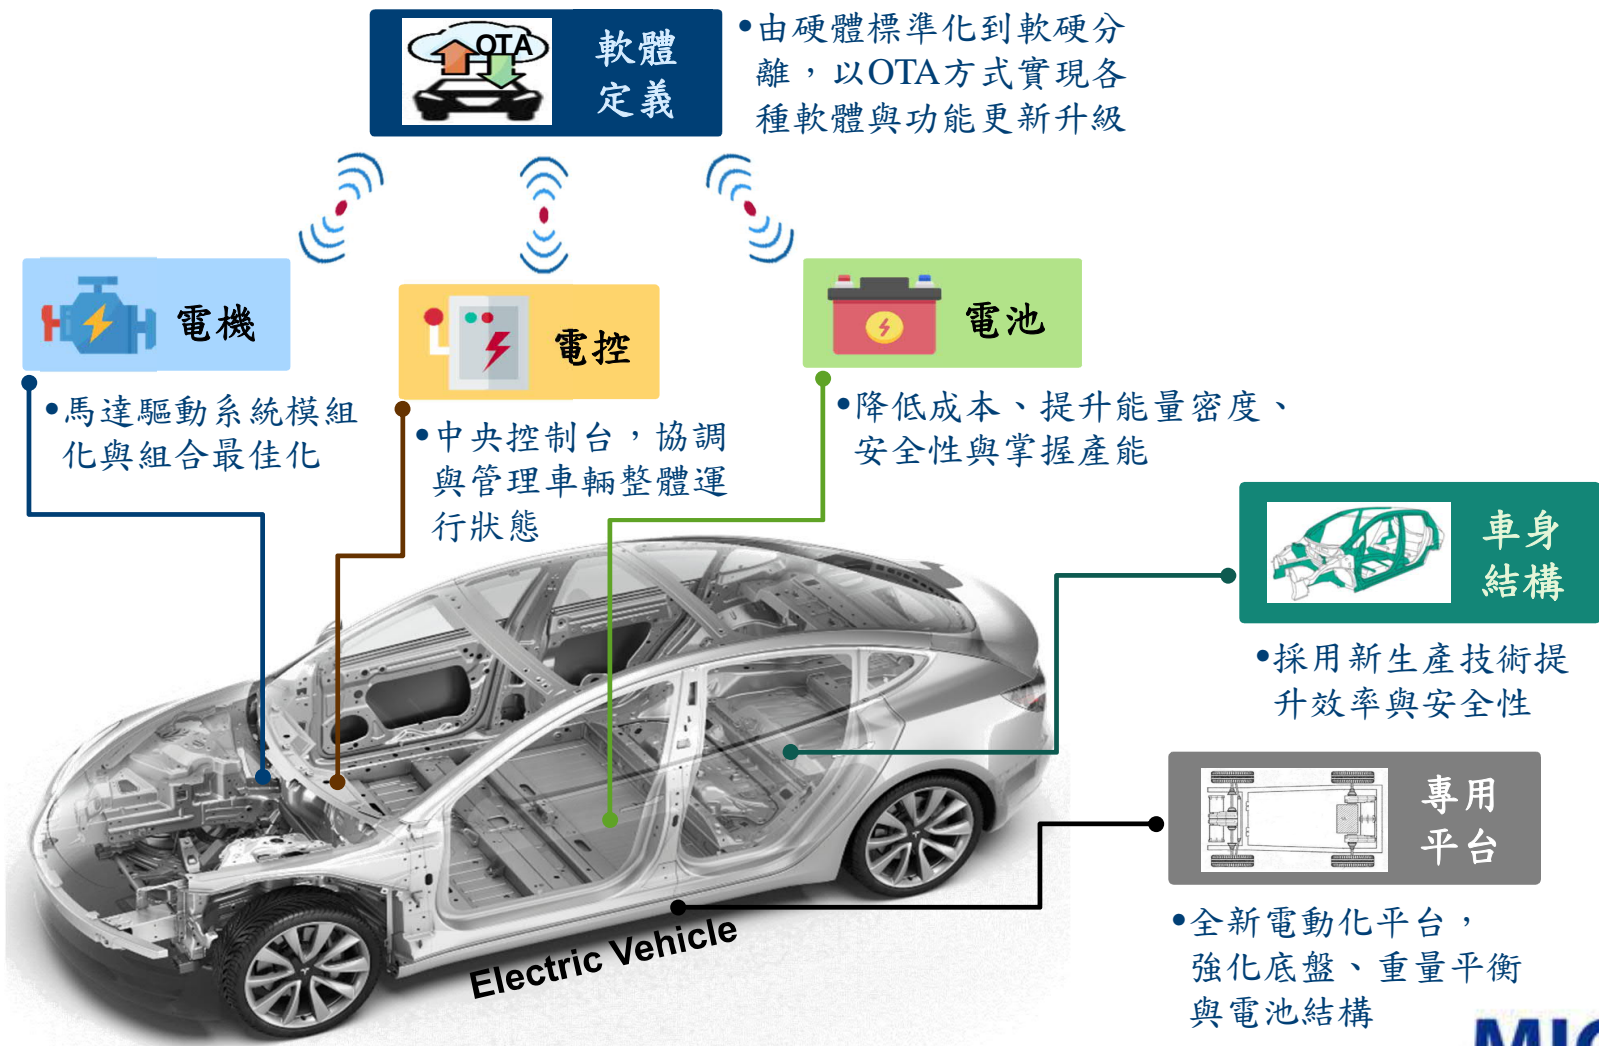 OTA
軟體
定義
•由硬體標準化到軟硬分
離，以OTA方式實現各
種軟體與功能更新升級
電機
•馬達驅動系統模組
化與組合最佳化
電控
•中央控制台，協調
與管理車輛整體運
行狀態
電池
•降低成本、提升能量密度、
安全性與掌握產能
車身
結構
•採用新生產技術提
升效率與安全性
專用
平台
•全新電動化平台，
強化底盤、重量平衡
與電池結構
Electric Vehicle